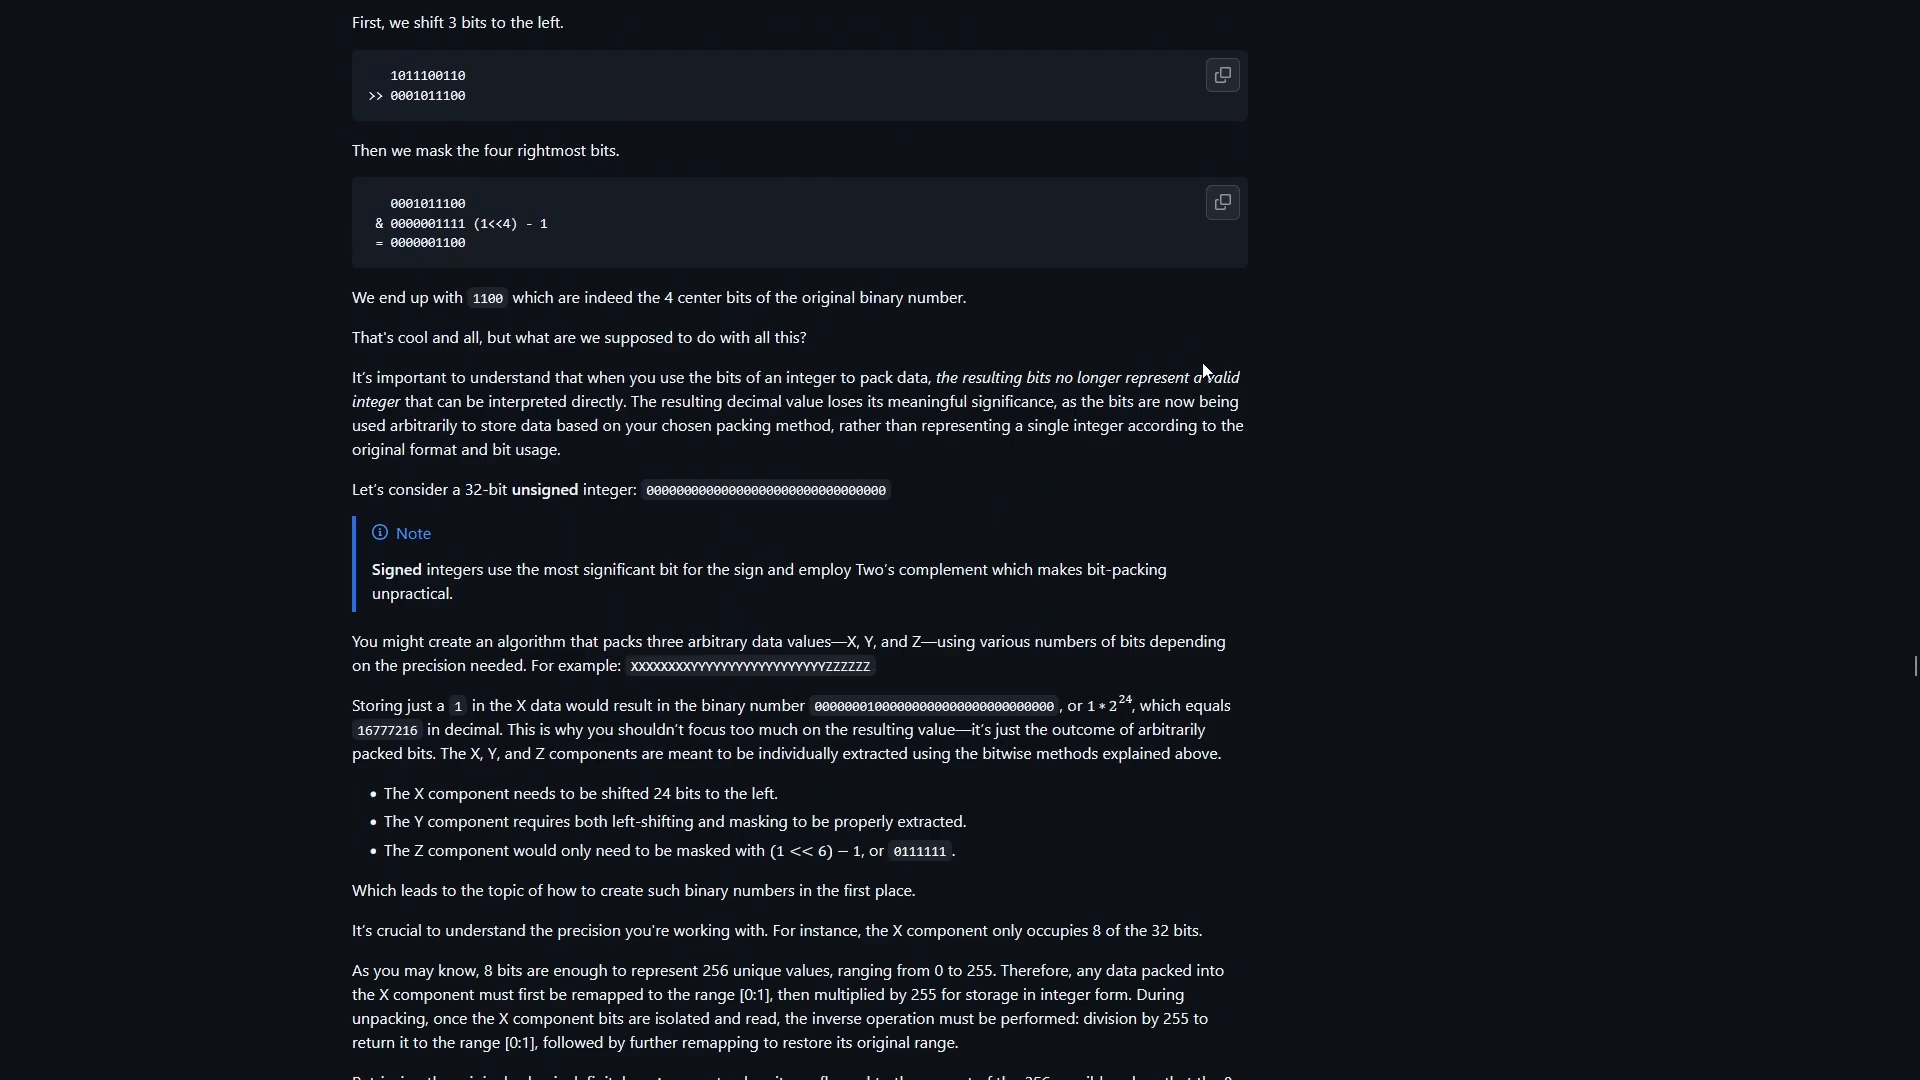 First, we shift 3 bits to the left.
1011100110
>> 0001011100
Then we mask the four rightmost bits.
0001011100
& 0000001111 (1<<4) - 1
= 0000001100
We end up with 1100 which are indeed the 4 center bits of the original binary number.
That's cool and all, but what are we supposed to do with all this?
It's important to understand that when you use the bits of an integer to pack data, the resulting bits no longer represent a valid
integer that can be interpreted directly. The resulting decimal value loses its meaningful significance, as the bits are now being
used arbitrarily to store data based on your chosen packing method, rather than representing a single integer according to the
original format and bit usage.
Let's consider a 32-bit unsigned integer: 00000000000000000000000000000000
Note
Signed integers use the most significant bit for the sign and employ Two's complement which makes bit-packing
unpractical.
You might create an algorithm that packs three arbitrary data values—X, Y, and Z—using various numbers of bits depending
on the precision needed. For example: XXXXXXXXYYYYYYYYYYYYYYYYYYZZZZZZ
Storing just a 1 in the X data would result in the binary number 00000001000000000000000000000000, or 1 * 2^24, which equals
16777216 in decimal. This is why you shouldn't focus too much on the resulting value—it's just the outcome of arbitrarily
packed bits. The X, Y, and Z components are meant to be individually extracted using the bitwise methods explained above.
• The X component needs to be shifted 24 bits to the left.
• The Y component requires both left-shifting and masking to be properly extracted.
• The Z component would only need to be masked with (1 << 6) − 1, or 0111111.
Which leads to the topic of how to create such binary numbers in the first place.
It's crucial to understand the precision you're working with. For instance, the X component only occupies 8 of the 32 bits.
As you may know, 8 bits are enough to represent 256 unique values, ranging from 0 to 255. Therefore, any data packed into
the X component must first be remapped to the range [0:1], then multiplied by 255 for storage in integer form. During
unpacking, once the X component bits are isolated and read, the inverse operation must be performed: division by 255 to
return it to the range [0:1], followed by further remapping to restore its original range.